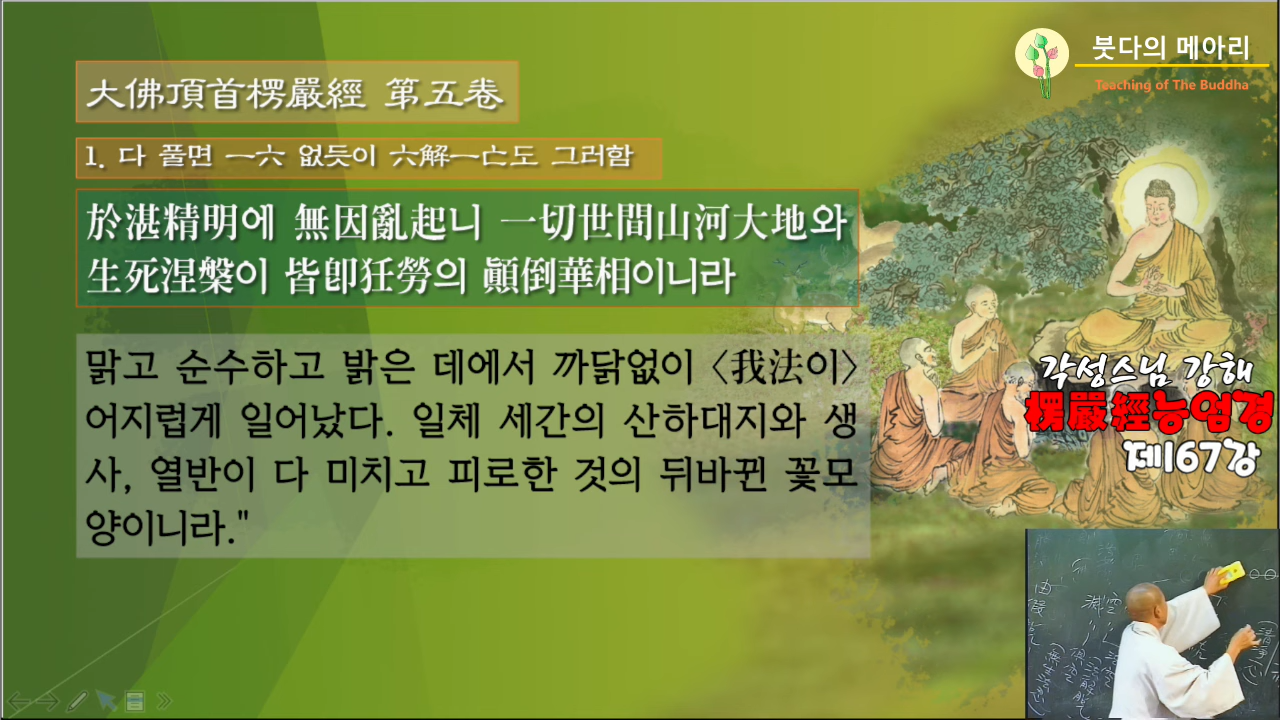 붓다의 메아리
Teaching of The Buddha
大佛頂首楞嚴經 第五卷
1. 다 풀면 一六 없듯이 六解一亡도 그러함
於湛精明에 無因亂起니 一切世間山河大地와
生死涅槃이 皆卽狂勞의 顚倒華相이니라
맑고 순수하고 밝은 데에서 까닭없이 〈我法이〉
어지럽게 일어났다. 일체 세간의 산하대지와 생
사, 열반이 다 미치고 피로한 것의 뒤바뀐 꽃모
양이니라."
각성스님 강해
楞嚴經능엄경
제167강